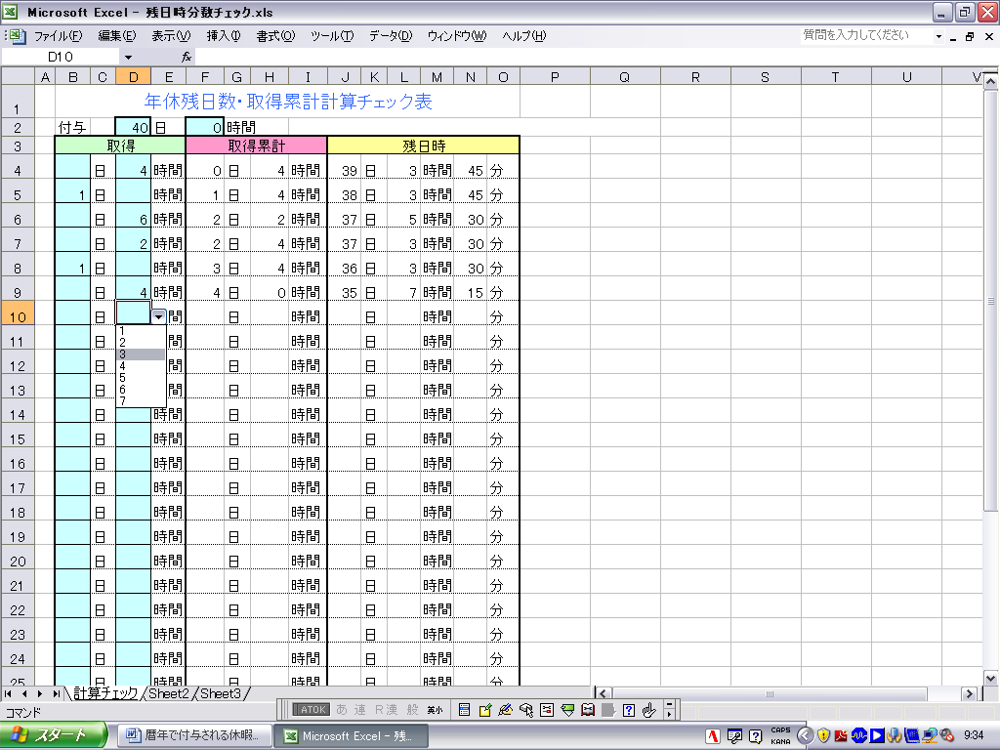 Microsoft Excel - 残日時分数チェック.xls
ファイル(F) 編集(E) 表示(V) 挿入(I) 書式(O) ツール(T) データ(D) ウィンドウ(W) ヘルプ(H) 質問を入力してください
D10 fx
A B C D E F G H I J K L M N O P Q R S T U V
1 年休残日数・取得累計計算チェック表
2 付与 40 日 0 時間
3 取得 取得累計 残日時
4 日 4 時間 0 日 4 時間 39 日 3 時間 45 分
5 1 日 時間 1 日 4 時間 38 日 3 時間 45 分
6 日 6 時間 2 日 2 時間 37 日 5 時間 30 分
7 日 2 時間 2 日 4 時間 37 日 3 時間 30 分
8 1 日 時間 3 日 4 時間 36 日 3 時間 30 分
9 日 4 時間 4 日 0 時間 35 日 7 時間 15 分
10 日 間 日 時間 日 時間 分
1
2
3
4
5
6
7
11 日 間 日 時間 日 時間 分
12 日 間 日 時間 日 時間 分
13 日 間 日 時間 日 時間 分
14 日 時間 日 時間 日 時間 分
15 日 時間 日 時間 日 時間 分
16 日 時間 日 時間 日 時間 分
17 日 時間 日 時間 日 時間 分
18 日 時間 日 時間 日 時間 分
19 日 時間 日 時間 日 時間 分
20 日 時間 日 時間 日 時間 分
21 日 時間 日 時間 日 時間 分
22 日 時間 日 時間 日 時間 分
23 日 時間 日 時間 日 時間 分
24 日 時間 日 時間 日 時間 分
25 日 時間 日 時間 日 時間 分
計算チェック Sheet2 Sheet3
コマンド ATOK あ 連 R漢 般 英小
スタート 暦年で付与される休暇... Microsoft Excel - 残... A CAPS KANA 9:34